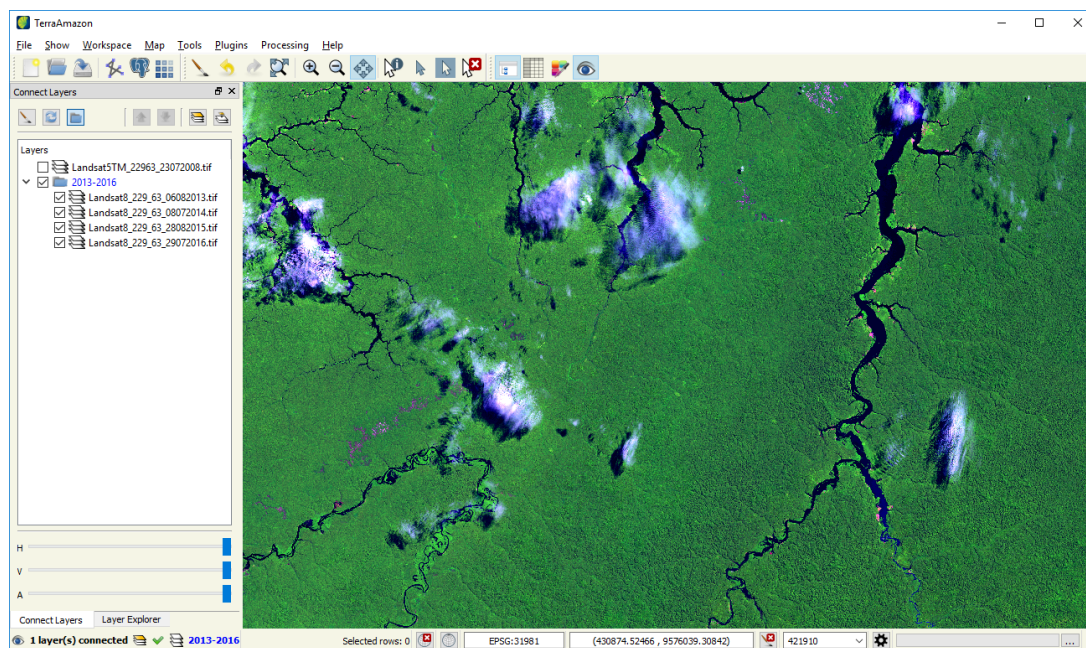 TerraAmazon
File Show Workspace Map Tools Plugins Processing Help
Connect Layers
Layers
Landsat5TM_22963_23072008.tif
2013-2016
Landsat8_229_63_06082013.tif
Landsat8_229_63_08072014.tif
Landsat8_229_63_28082015.tif
Landsat8_229_63_29072016.tif
H
V
A
Connect Layers Layer Explorer
1 layer(s) connected 2013-2016 Selected rows: 0 EPSG:31981 (430874.52466 , 9576039.30842) 421910 ...